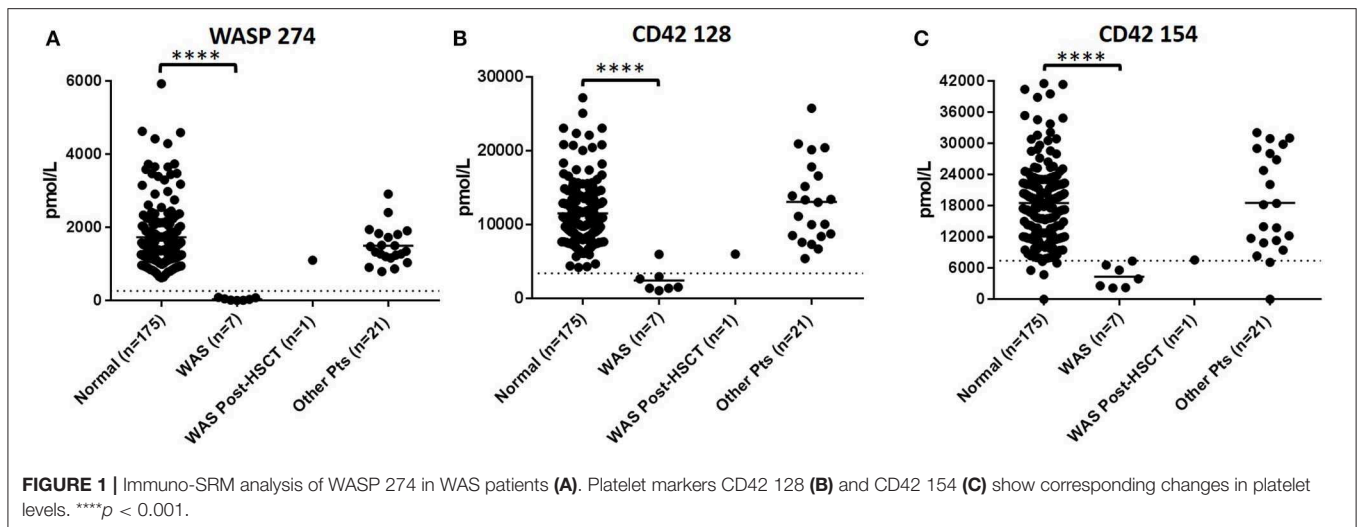 A
WASP 274
****
pmol/L
6000
4000
2000
0
Normal (n=175)
WAS (n=7)
WAS Post-HSCT (n=1)
Other Pts (n=21)
B
CD42 128
****
pmol/L
30000
20000
10000
0
Normal (n=175)
WAS (n=7)
WAS Post-HSCT (n=1)
Other Pts (n=21)
C
CD42 154
****
pmol/L
42000
36000
30000
24000
18000
12000
6000
0
Normal (n=175)
WAS (n=7)
WAS Post-HSCT (n=1)
Other Pts (n=21)
FIGURE 1 | Immuno-SRM analysis of WASP 274 in WAS patients (A). Platelet markers CD42 128 (B) and CD42 154 (C) show corresponding changes in platelet
levels. ****p < 0.001.